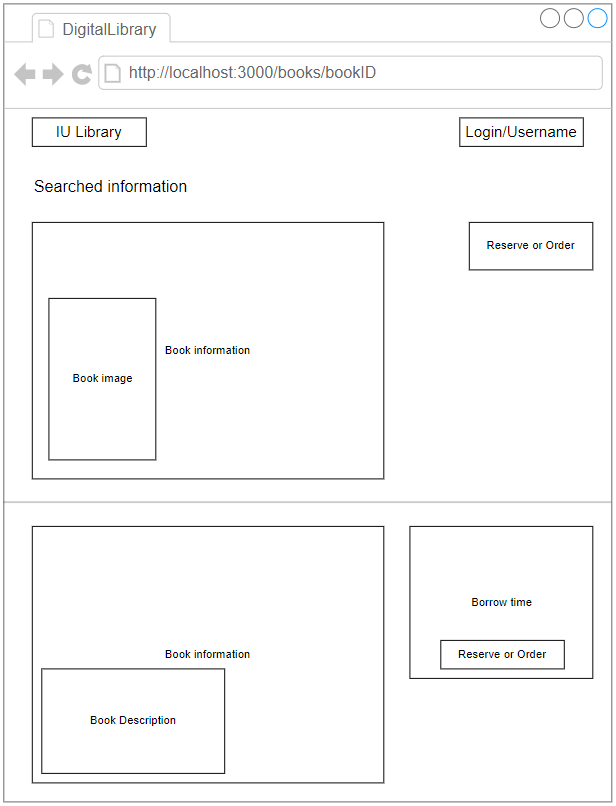 DigitalLibrary
http://localhost:3000/books/bookID
IU Library
Login/Username
Searched information
Reserve or Order
Book information
Book image
Borrow time
Book information
Reserve or Order
Book Description